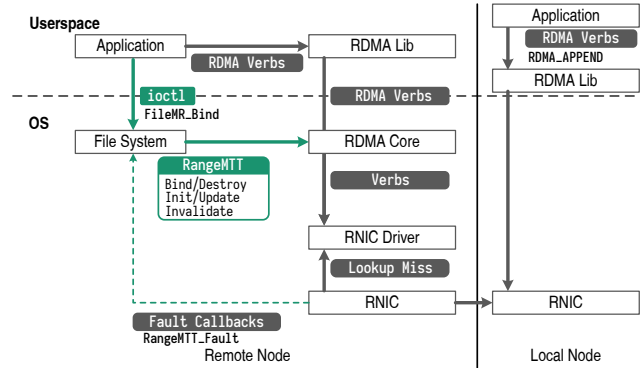 Userspace
Application
RDMA Verbs
RDMA Lib
Application
RDMA Verbs
RDMA_APPEND
RDMA Lib
ioctl
FileMR_Bind
RDMA Verbs
OS
File System
RDMA Core
RangeMTT
Bind/Destroy
Init/Update
Invalidate
Verbs
RNIC Driver
Lookup Miss
RNIC
RNIC
Fault Callbacks
RangeMTT_Fault
Remote Node
Local Node